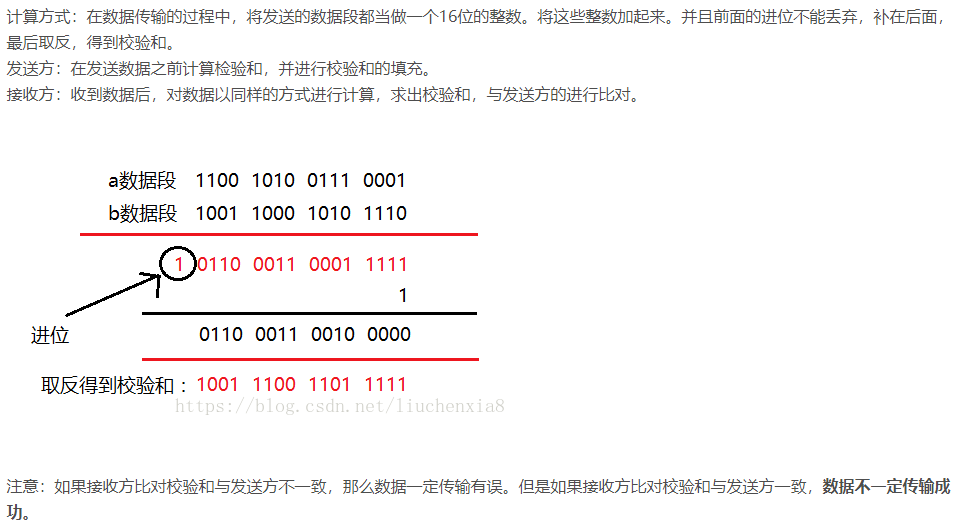 计算方式：在数据传输的过程中，将发送的数据段都当做一个16位的整数。将这些整数加起来。并且前面的进位不能丢弃，补在后面，
最后取反，得到校验和。
发送方：在发送数据之前计算检验和，并进行校验和的填充。
接收方：收到数据后，对数据以同样的方式进行计算，求出校验和，与发送方的进行比对。
a数据段 1100 1010 0111 0001
b数据段 1001 1000 1010 1110
1 0110 0011 0001 1111
1
进位
0110 0011 0010 0000
取反得到校验和：1001 1100 1101 1111
https://blog.csdn.net/liuchenxia8
注意：如果接收方比对校验和与发送方不一致，那么数据一定传输有误。但是如果接收方比对校验和与发送方一致，数据不一定传输成
功。